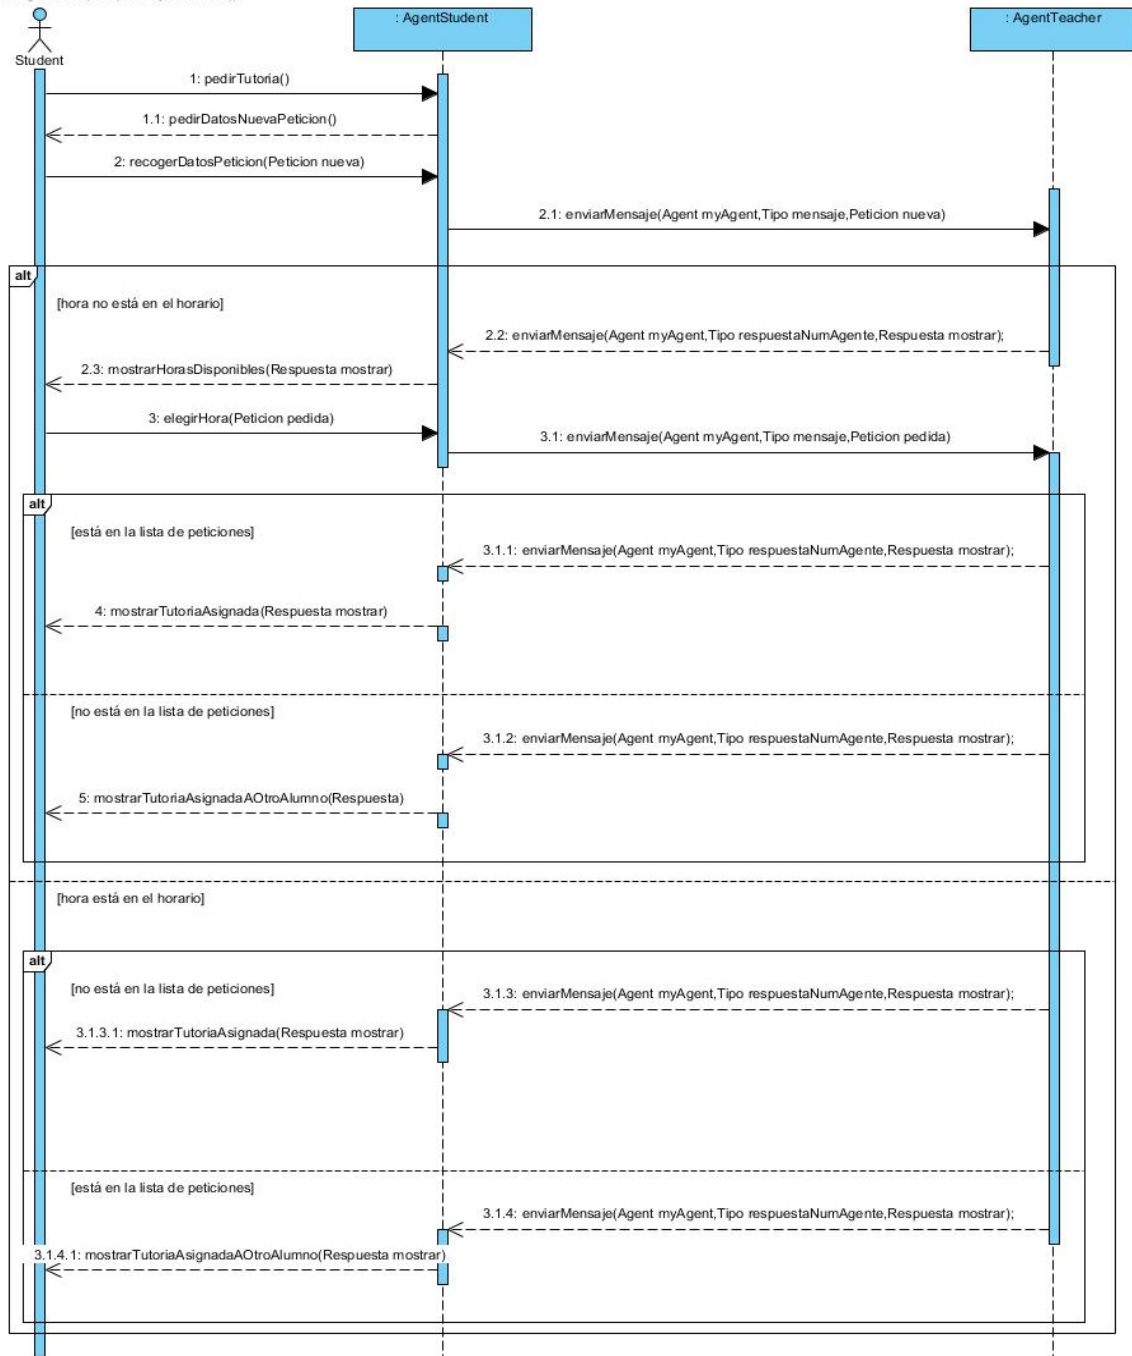 : AgentStudent
: AgentTeacher
Student
1: pedirTutoria()
1.1: pedirDatosNuevaPeticion()
2: recogerDatosPeticion(Peticion nueva)
2.1: enviarMensaje(Agent myAgent,Tipo mensaje,Peticion nueva)
alt
[hora no está en el horario]
2.2: enviarMensaje(Agent myAgent,Tipo respuestaNumAgente,Respuesta mostrar);
2.3: mostrarHorasDisponibles(Respuesta mostrar)
3: elegirHora(Peticion pedida)
3.1: enviarMensaje(Agent myAgent,Tipo mensaje,Peticion pedida)
alt
[está en la lista de peticiones]
3.1.1: enviarMensaje(Agent myAgent,Tipo respuestaNumAgente,Respuesta mostrar);
4: mostrarTutoriaAsignada(Respuesta mostrar)
[no está en la lista de peticiones]
3.1.2: enviarMensaje(Agent myAgent,Tipo respuestaNumAgente,Respuesta mostrar);
5: mostrarTutoriaAsignadaAOtroAlumno(Respuesta)
[hora está en el horario]
alt
[no está en la lista de peticiones]
3.1.3: enviarMensaje(Agent myAgent,Tipo respuestaNumAgente,Respuesta mostrar);
3.1.3.1: mostrarTutoriaAsignada(Respuesta mostrar)
[está en la lista de peticiones]
3.1.4: enviarMensaje(Agent myAgent,Tipo respuestaNumAgente,Respuesta mostrar);
3.1.4.1: mostrarTutoriaAsignadaAOtroAlumno(Respuesta mostrar)